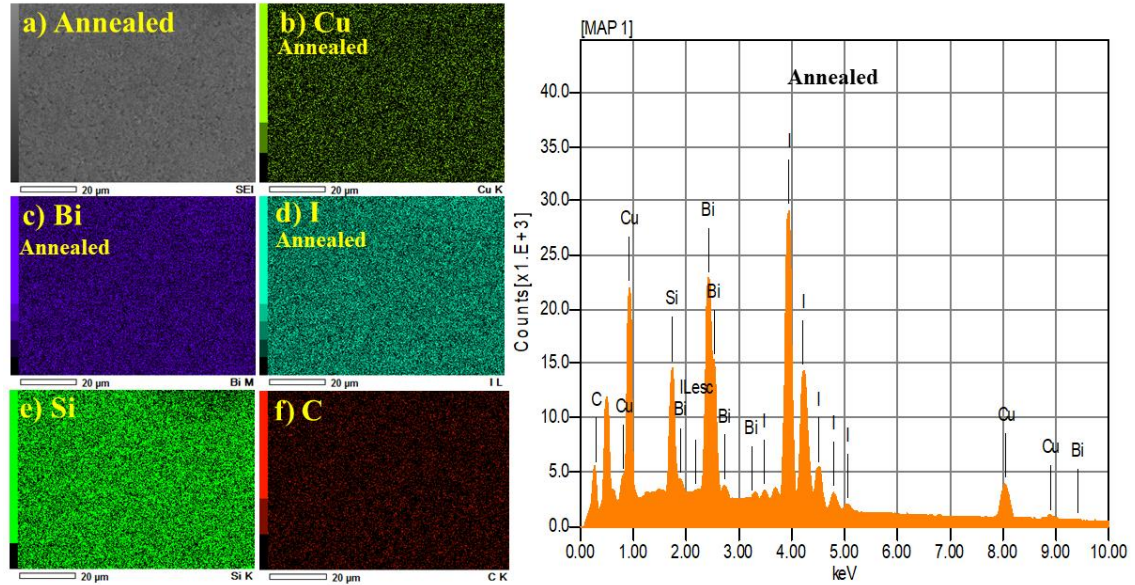 a) Annealed
20 µm
SEI
b) Cu
Annealed
20 µm
Cu K
c) Bi
Annealed
20 µm
Bi M
d) I
Annealed
20 µm
I L
e) Si
20 µm
Si K
f) C
20 µm
C K
[MAP 1]
Annealed
Counts[x1.E+3]
40.0
35.0
30.0
25.0
20.0
15.0
10.0
5.0
0.0
C
Cu
Cu
Si
Bi
ILesc
Bi
Bi
Bi
Bi
I
I
I
I
I
I
Cu
Cu
Bi
0.00 1.00 2.00 3.00 4.00 5.00 6.00 7.00 8.00 9.00 10.00
keV